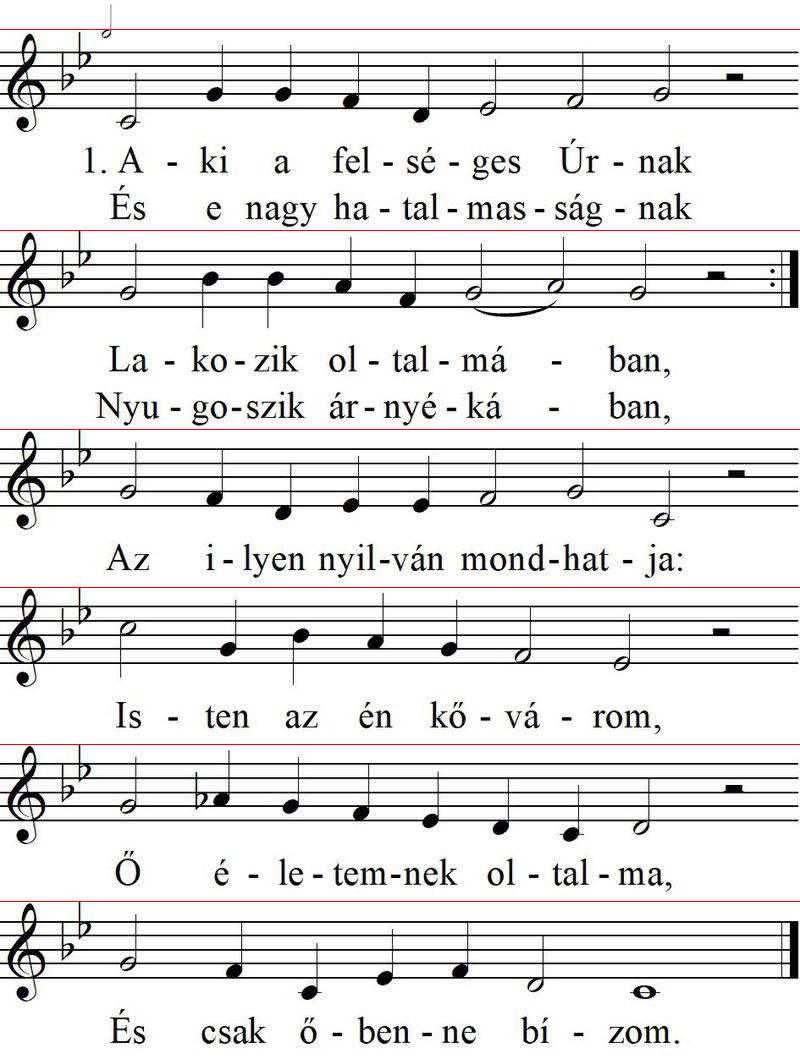 1. A - ki a fel - sé - ges Úr - nak
És e nagy ha - tal - mas - ság - nak
La - ko - zik ol - tal - má - ban,
Nyu - go - szik ár - nyé - ká - ban,
Az i - lyen nyil - ván mond - hat - ja:
Is - ten az én kő - vá - rom,
Ő é - le - tem - nek ol - tal - ma,
És csak ő - ben - ne bí - zom.